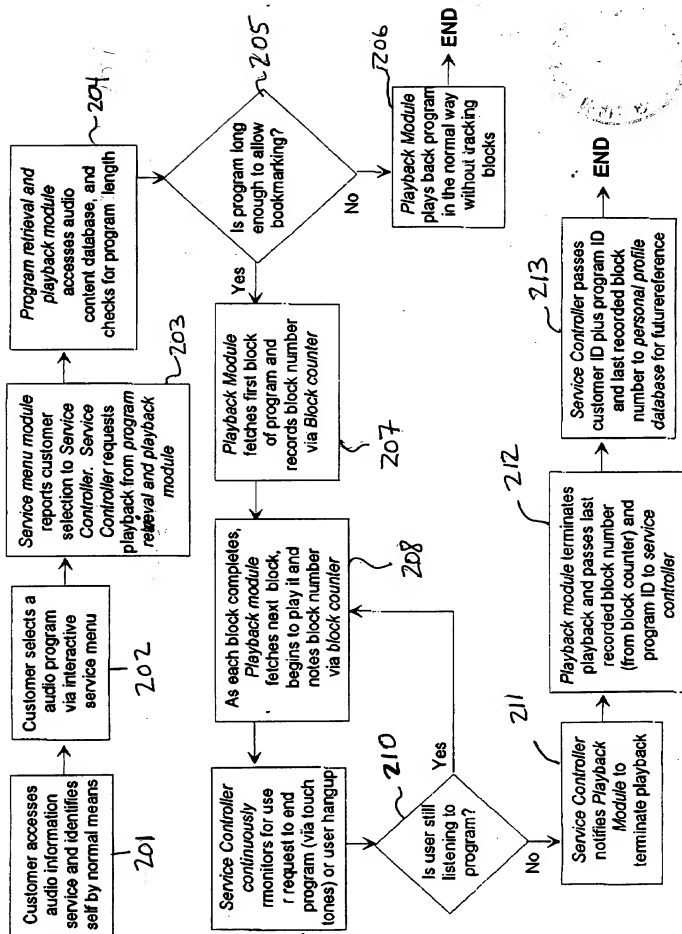 Customer accesses
audio information
service and identifies
self by normal means
201
Customer selects a
audio program
via interactive
service menu
202
Service menu module
reports customer
selection to Service
Controller. Service
Controller requests
playback from program
retrieval and playback
module
203
Program retrieval and
playback module
accesses audio
content database, and
checks for program length
204
Is program long
enough to allow
bookmarking?
205
No
Playback Module
plays back program
in the normal way
without tracking
blocks
206
END
Yes
Playback Module
fetches first block
of program and
records block number
via Block counter
207
As each block completes,
Playback module
fetches next block,
begins to play it and
notes block number
via block counter
208
Service Controller
continuously
rmonitors for use
r request to end
program (via touch
tones) or user hangup
Is user still
listening to
program?
210
Yes
No
Service Controller
notifies Playback
Module to
terminate playback
211
Playback module terminates
playback and passes last
recorded block number
(from block counter) and
program ID to service
controller
212
Service Controller passes
customer ID plus program ID
and last recorded block
number to personal profile
database for futurereference
213
END